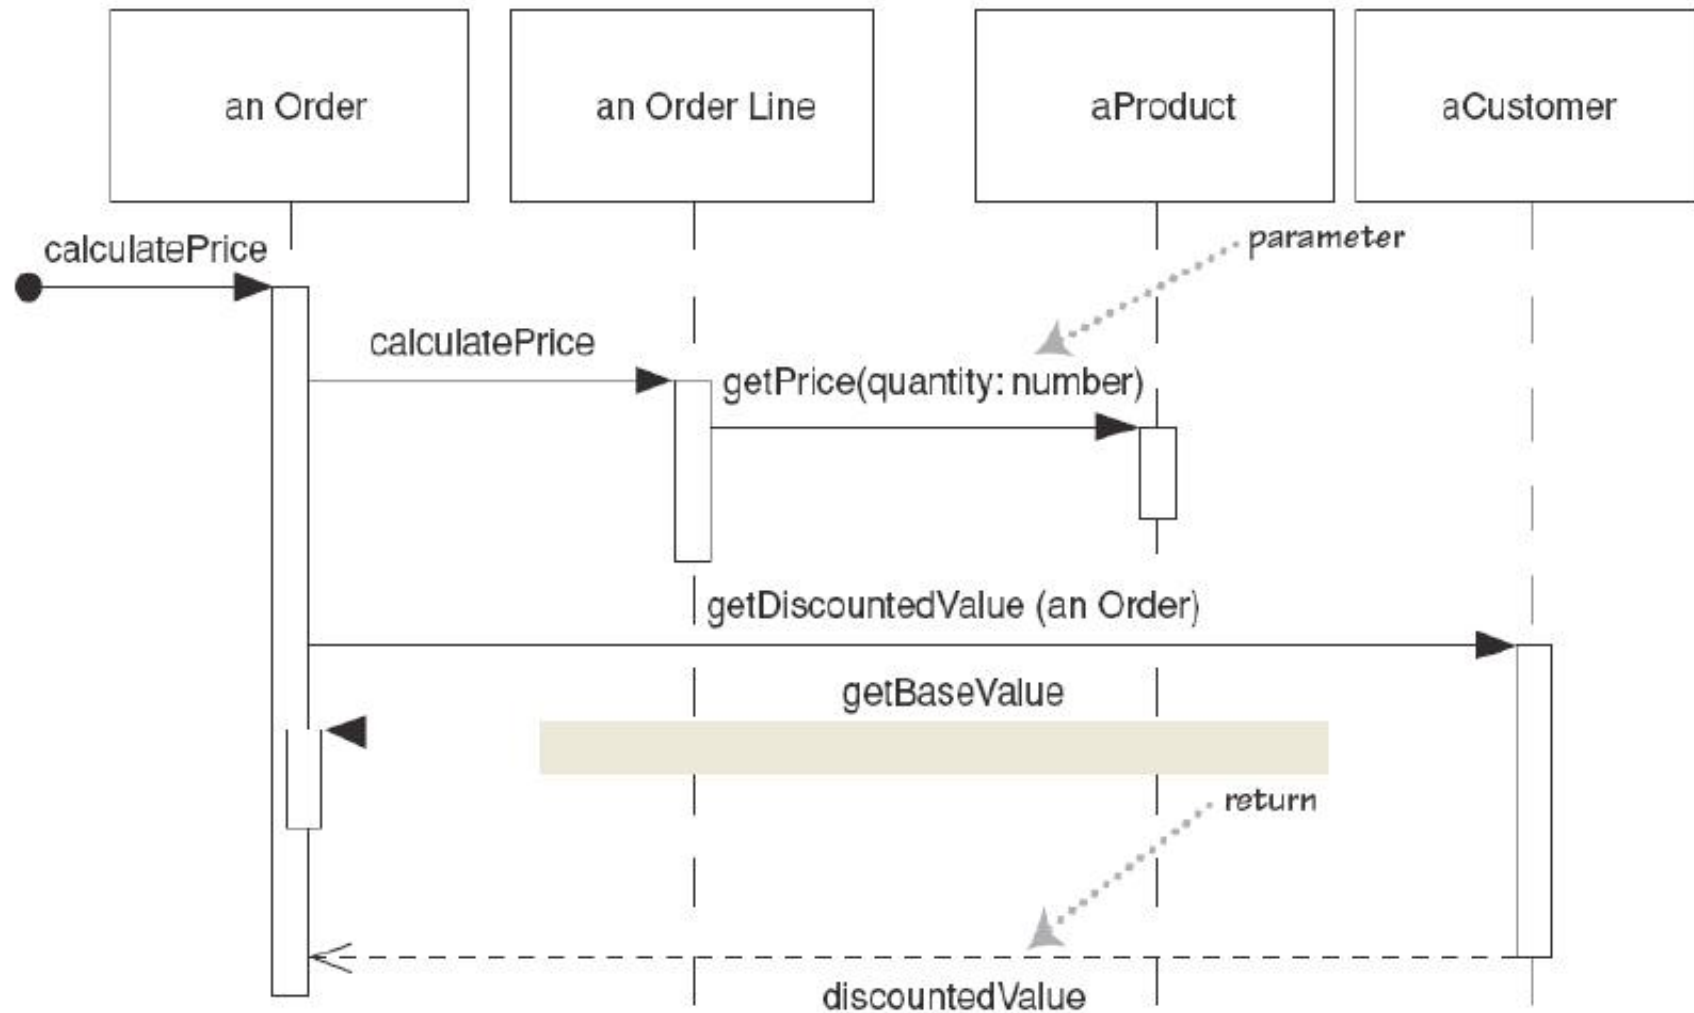 an Order
an Order Line
aProduct
aCustomer
calculatePrice
parameter
calculatePrice
getPrice(quantity: number)
getDiscountedValue (an Order)
getBaseValue
return
discountedValue